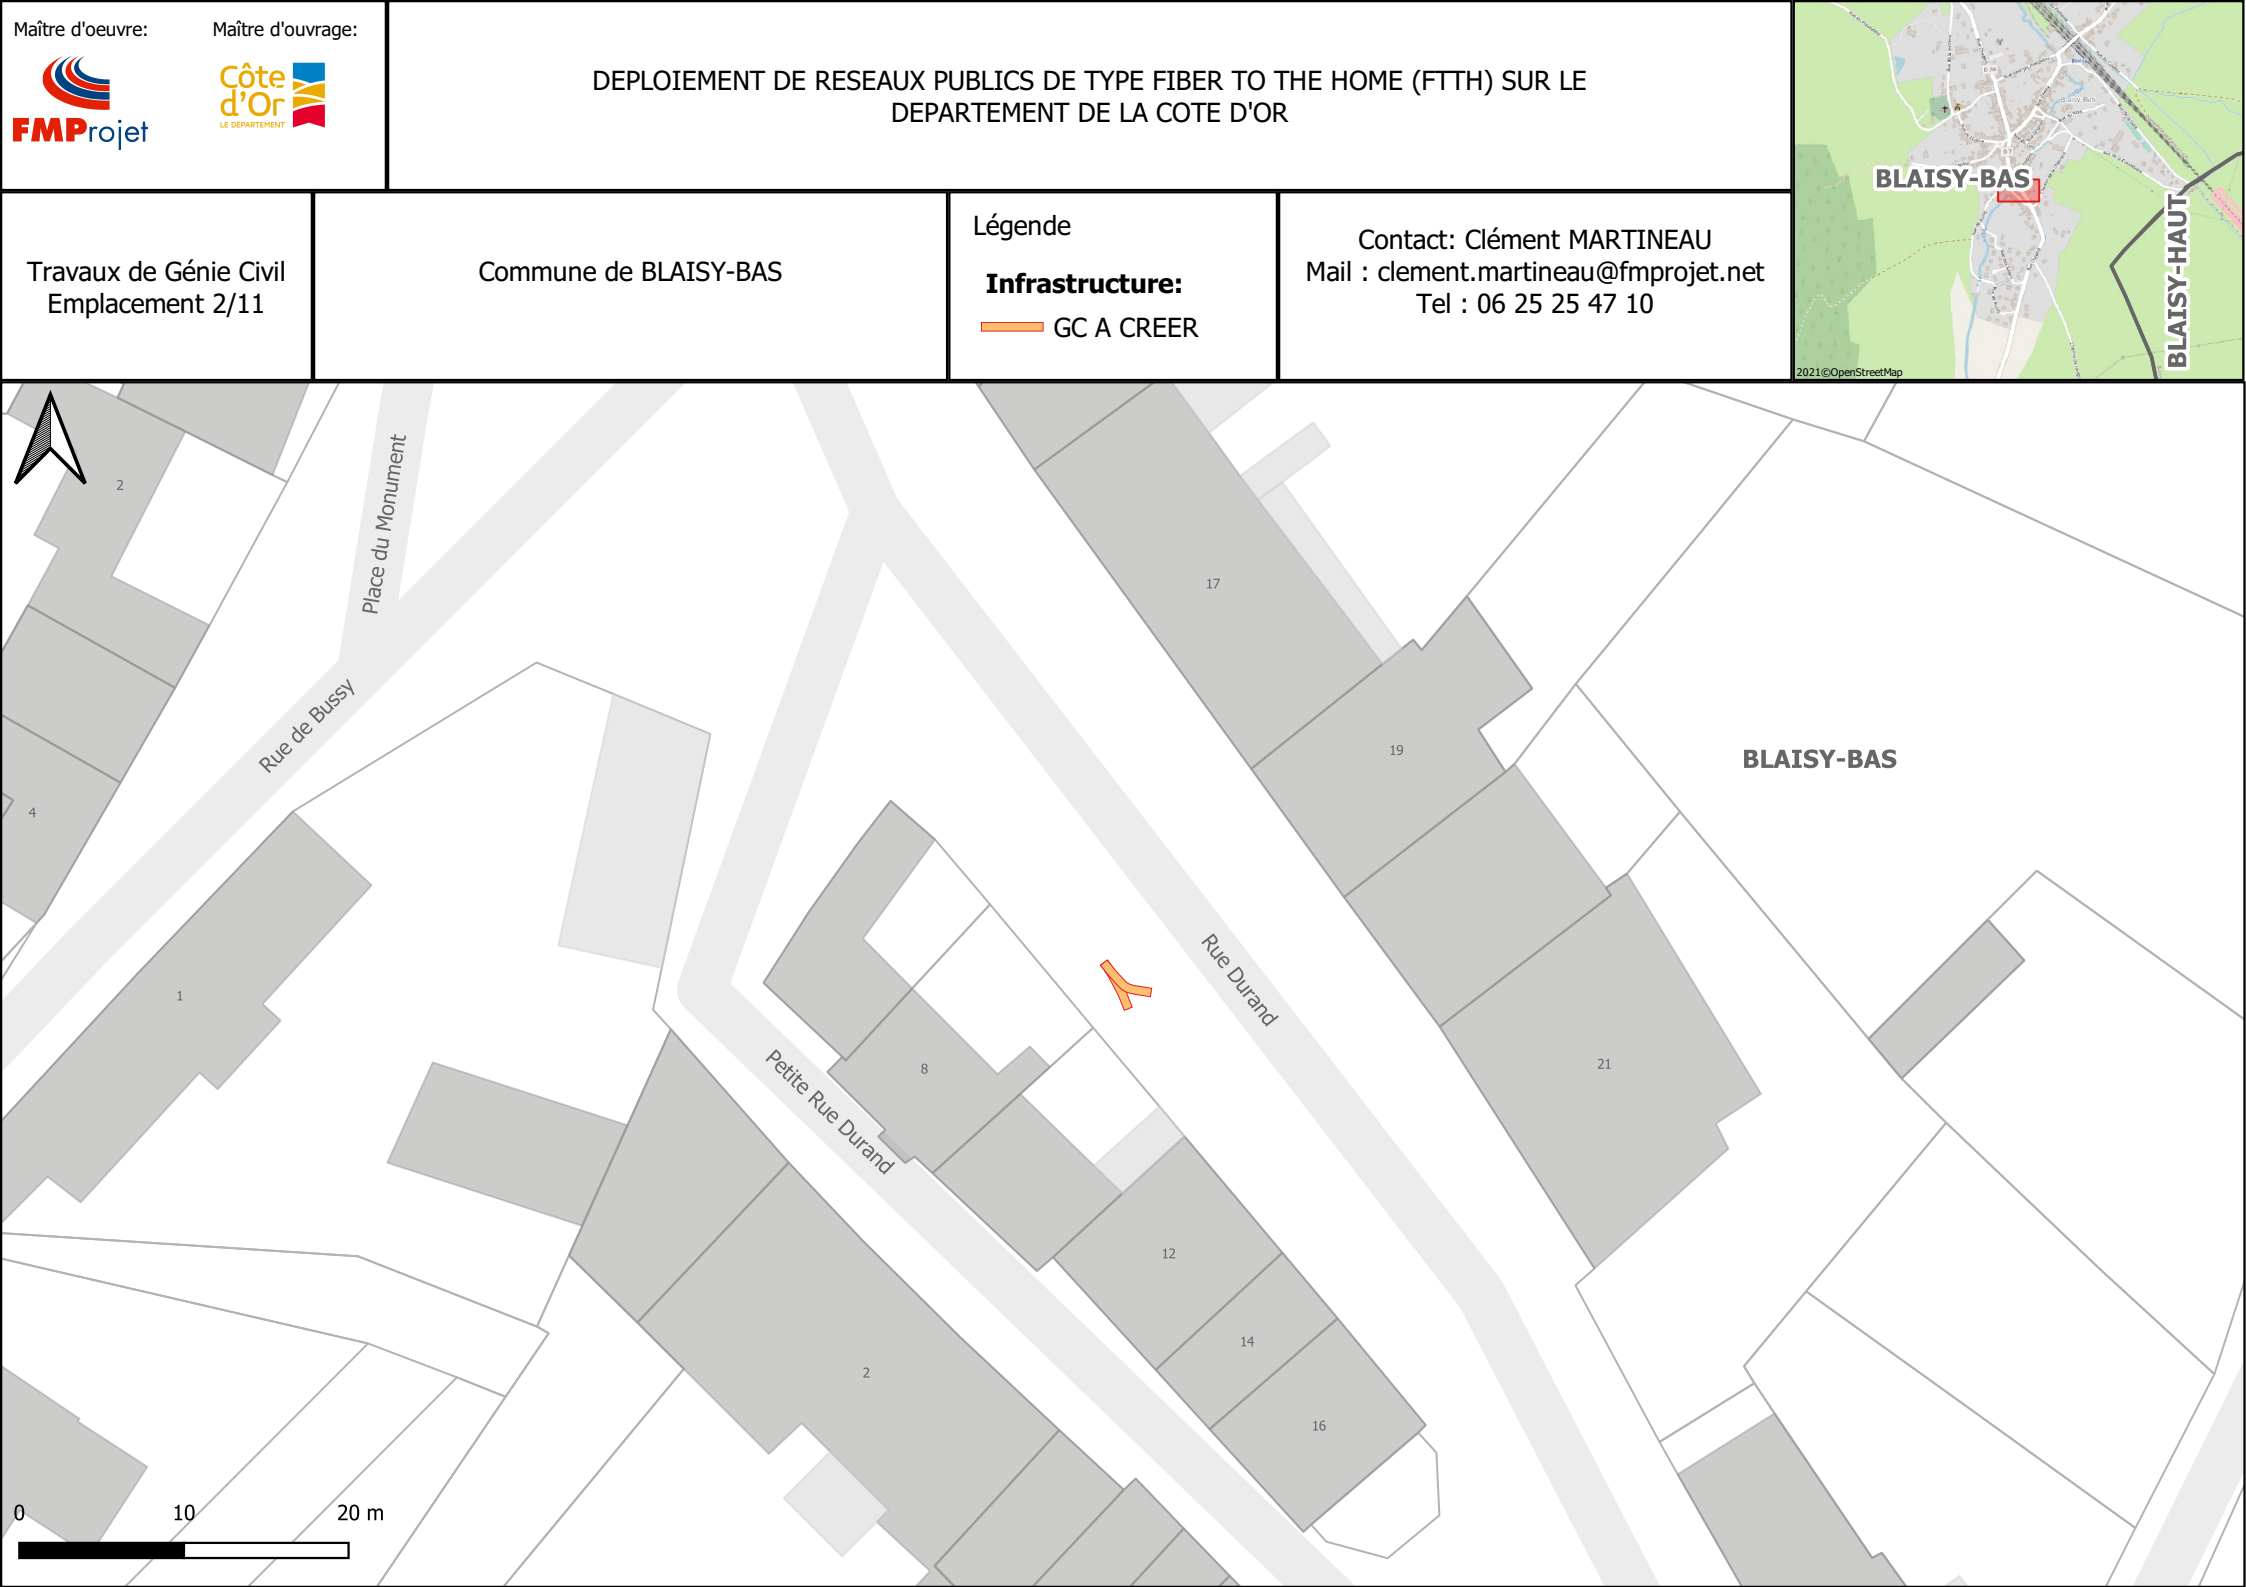 Maître d'oeuvre:
Maître d'ouvrage:
FMProjet
Côte
d'Or
LE DÉPARTEMENT
DEPLOIEMENT DE RESEAUX PUBLICS DE TYPE FIBER TO THE HOME (FTTH) SUR LE
DEPARTEMENT DE LA COTE D'OR
Travaux de Génie Civil
Emplacement 2/11
Commune de BLAISY-BAS
Légende
Infrastructure:
GC A CREER
Contact: Clément MARTINEAU
Mail : clement.martineau@fmprojet.net
Tel : 06 25 25 47 10
BLAISY-BAS
BLAISY-HAUT
Blaisy-Bas
D 7
2021©OpenStreetMap
Place du Monument
Rue de Bussy
2
4
1
17
19
BLAISY-BAS
Rue Durand
21
Petite Rue Durand
8
12
14
16
2
0 10 20 m